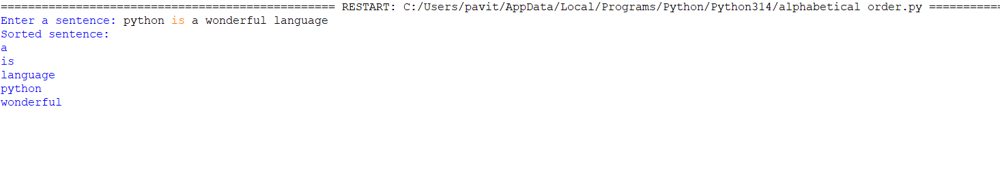 ================================================= RESTART: C:/Users/pavit/AppData/Local/Programs/Python/Python314/alphabetical order.py ===========
Enter a sentence: python is a wonderful language
Sorted sentence:
a
is
language
python
wonderful